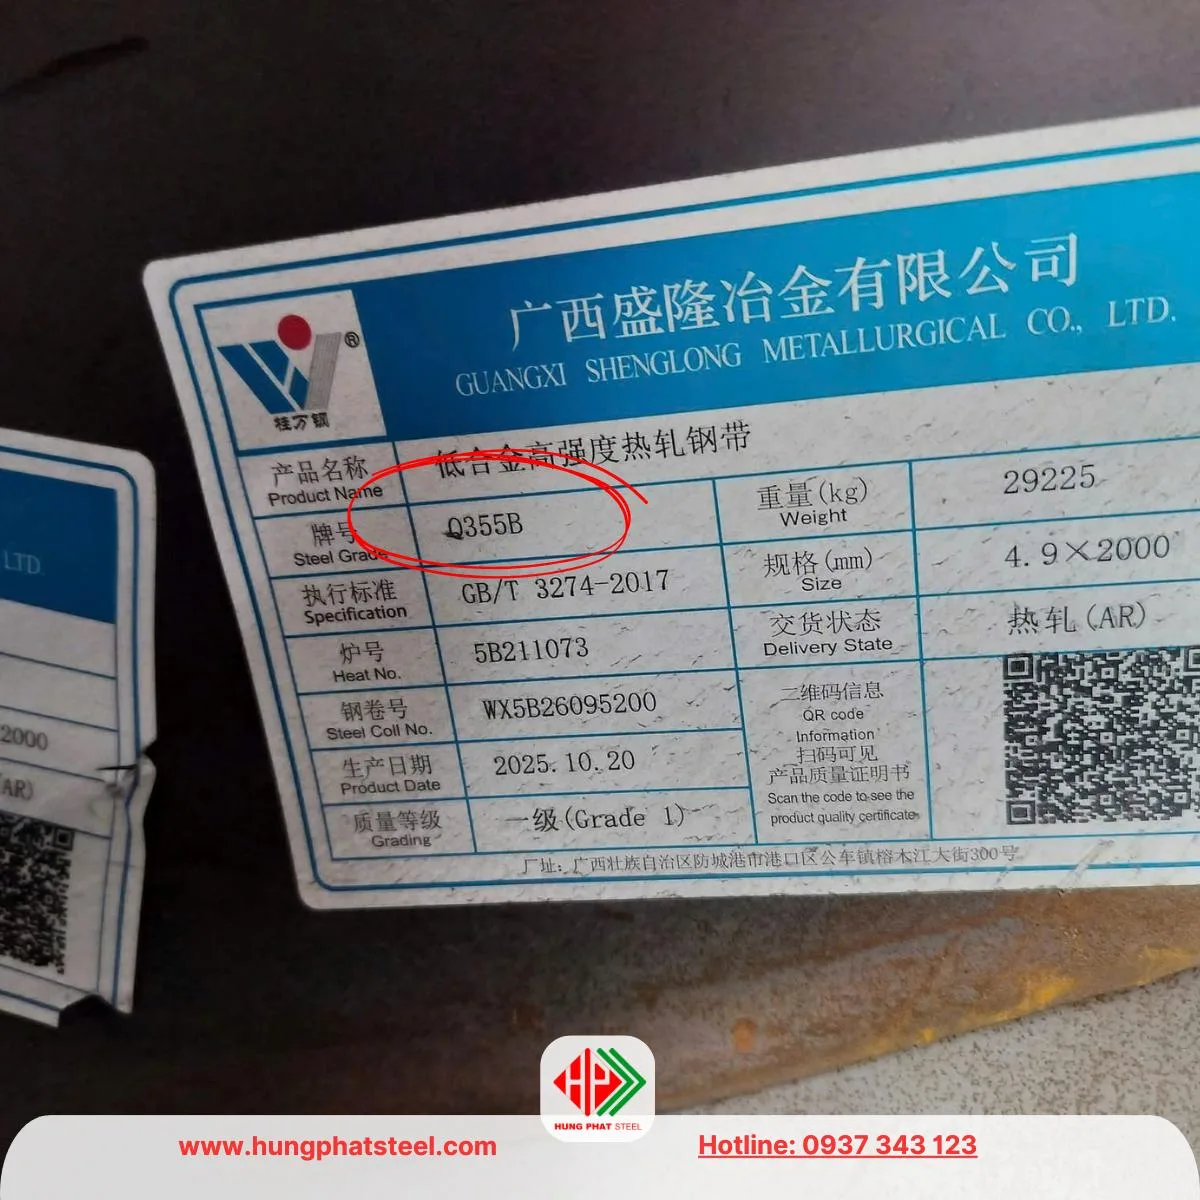 广西盛隆冶金有限公司
GUANGXI SHENGLONG METALLURGICAL CO., LTD.
®
桂万钢
产品名称 低合金高强度热轧钢带
Product Name
牌号 Q355B
Steel Grade
重量(kg) 29225
Weight
执行标准 GB/T 3274-2017
Specification
规格(mm) 4.9×2000
Size
炉号 5B211073
Heat No.
交货状态 热轧(AR)
Delivery State
钢卷号 WX5B26095200
Steel Coll No.
生产日期 2025.10.20
Product Date
质量等级 一级(Grade 1)
Grading
二维码信息
QR code
Information
扫码可见
产品质量证明书
Scan the code to see the
product quality certificate
厂址: 广西壮族自治区防城港市港口区公车镇榕木江大街300号
LTD.
2000
(AR)
HUNG PHAT STEEL
www.hungphatsteel.com
Hotline: 0937 343 123